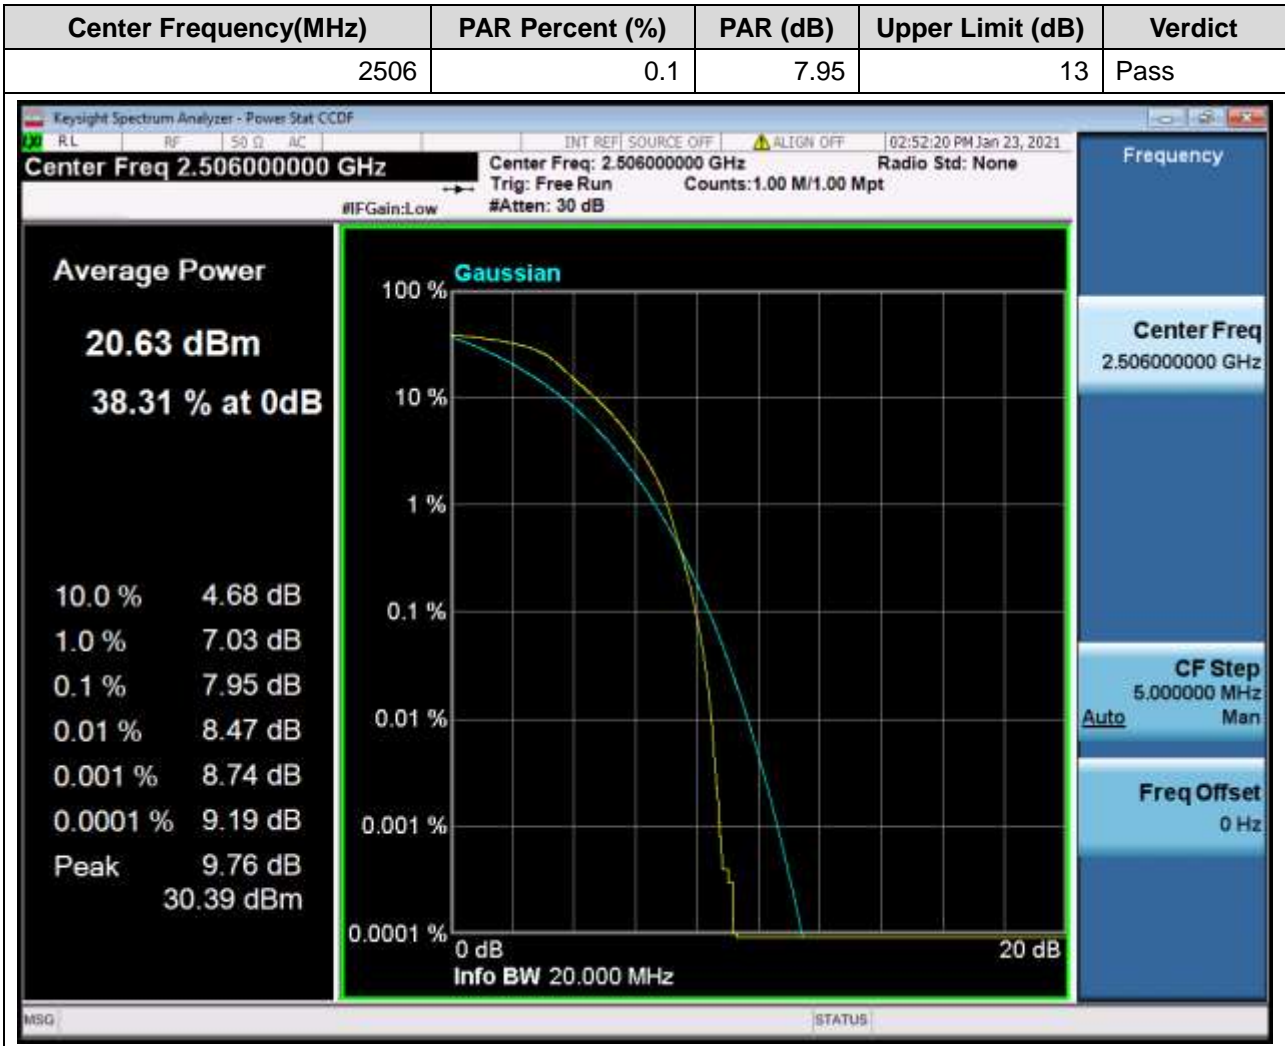 Center Frequency(MHz) PAR Percent (%) PAR (dB) Upper Limit (dB) Verdict
2506 0.1 7.95 13 Pass
Keysight Spectrum Analyzer - Power Stat CCDF
RL RF 50 Ω AC INT REF SOURCE OFF ALIGN OFF 02:52:20 PM Jan 23, 2021
Center Freq 2.506000000 GHz
Center Freq: 2.506000000 GHz Radio Std: None
Trig: Free Run Counts:1.00 M/1.00 Mpt
#IFGain:Low #Atten: 30 dB
Average Power
20.63 dBm
38.31 % at 0dB
10.0 % 4.68 dB
1.0 % 7.03 dB
0.1 % 7.95 dB
0.01 % 8.47 dB
0.001 % 8.74 dB
0.0001 % 9.19 dB
Peak 9.76 dB
30.39 dBm
Gaussian
100 %
10 %
1 %
0.1 %
0.01 %
0.001 %
0.0001 %
0 dB 20 dB
Info BW 20.000 MHz
Frequency
Center Freq
2.506000000 GHz
CF Step
5.000000 MHz
Auto Man
Freq Offset
0 Hz
MSG STATUS